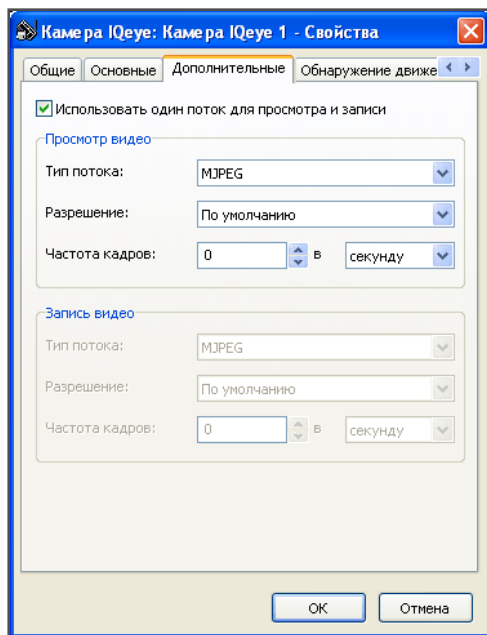 Камера IQeye: Камера IQeye 1 - Свойства
Общие Основные Дополнительные Обнаружение движе
Использовать один поток для просмотра и записи
Просмотр видео
Тип потока: MJPEG
Разрешение: По умолчанию
Частота кадров: 0 в секунду
Запись видео
Тип потока: MJPEG
Разрешение: По умолчанию
Частота кадров: 0 в секунду
OK Отмена